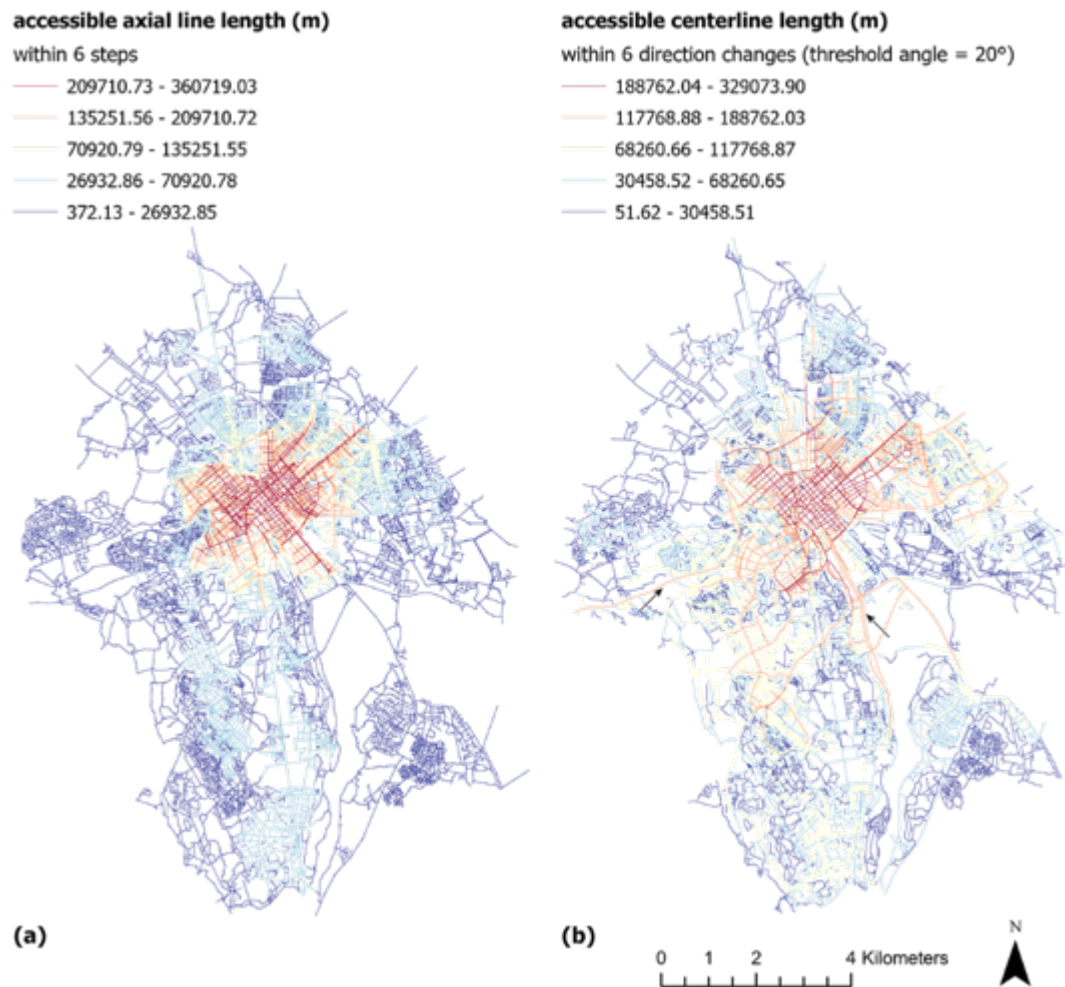 accessible axial line length (m)
within 6 steps
209710.73 - 360719.03
135251.56 - 209710.72
70920.79 - 135251.55
26932.86 - 70920.78
372.13 - 26932.85
accessible centerline length (m)
within 6 direction changes (threshold angle = 20°)
188762.04 - 329073.90
117768.88 - 188762.03
68260.66 - 117768.87
30458.52 - 68260.65
51.62 - 30458.51
(a)
(b)
0 1 2 4 Kilometers
N